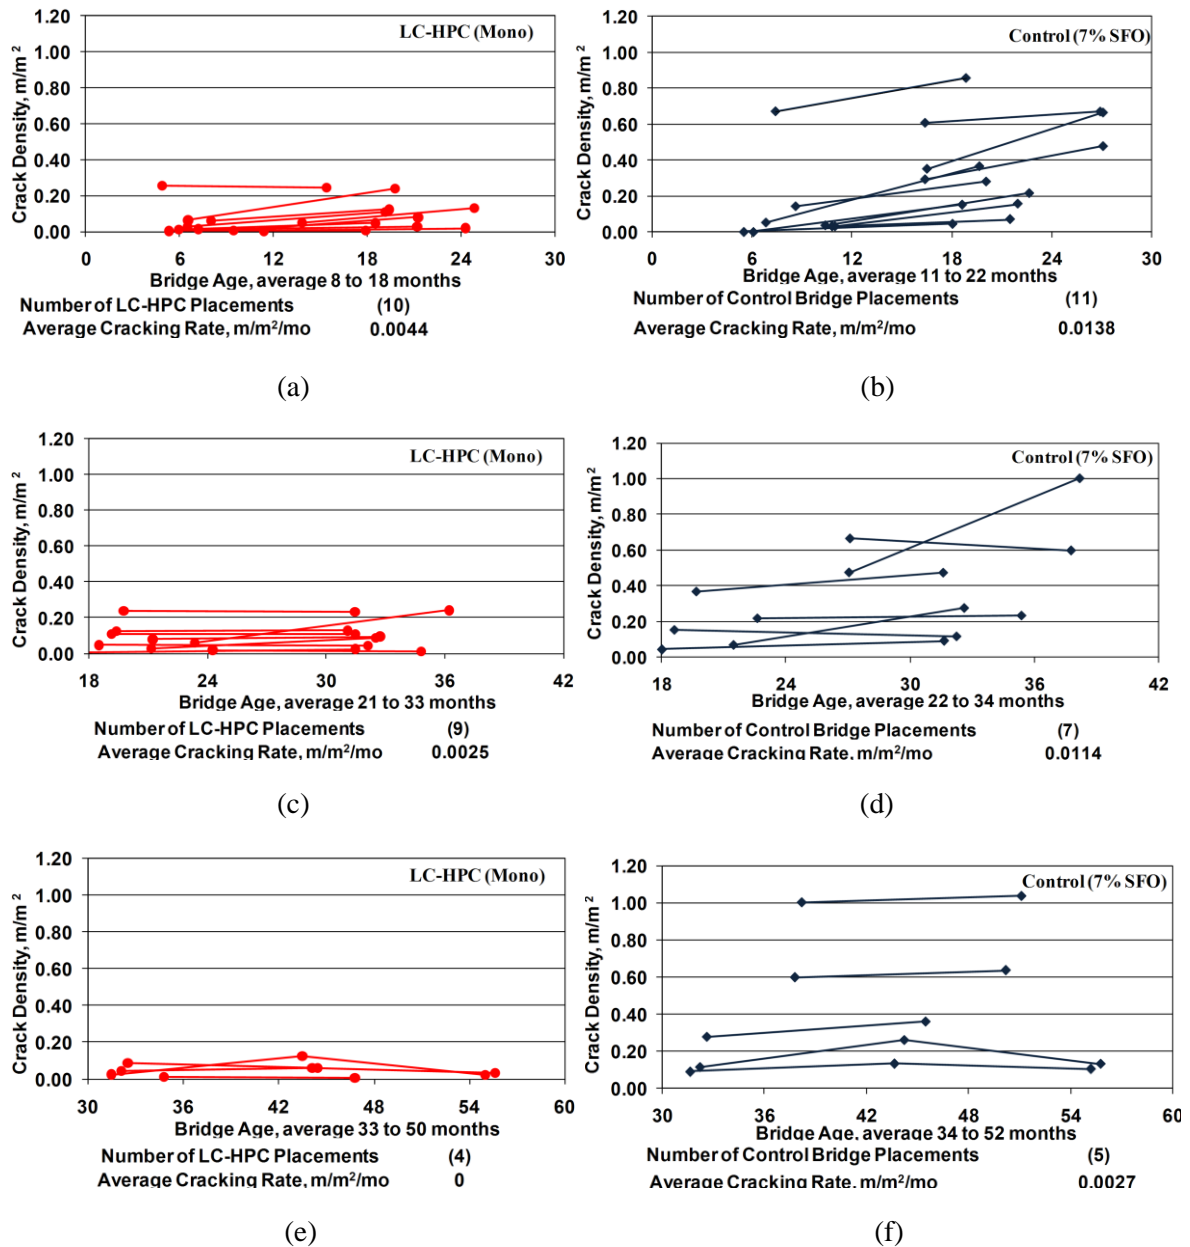 LC-HPC (Mono)
Crack Density, m/m²
1.20
1.00
0.80
0.60
0.40
0.20
0.00
0 6 12 18 24 30
Bridge Age, average 8 to 18 months
Number of LC-HPC Placements (10)
Average Cracking Rate, m/m²/mo 0.0044
(a)
Control (7% SFO)
Crack Density, m/m²
1.20
1.00
0.80
0.60
0.40
0.20
0.00
0 6 12 18 24 30
Bridge Age, average 11 to 22 months
Number of Control Bridge Placements (11)
Average Cracking Rate, m/m²/mo 0.0138
(b)
LC-HPC (Mono)
Crack Density, m/m²
1.20
1.00
0.80
0.60
0.40
0.20
0.00
18 24 30 36 42
Bridge Age, average 21 to 33 months
Number of LC-HPC Placements (9)
Average Cracking Rate, m/m²/mo 0.0025
(c)
Control (7% SFO)
Crack Density, m/m²
1.20
1.00
0.80
0.60
0.40
0.20
0.00
18 24 30 36 42
Bridge Age, average 22 to 34 months
Number of Control Bridge Placements (7)
Average Cracking Rate, m/m²/mo 0.0114
(d)
LC-HPC (Mono)
Crack Density, m/m²
1.20
1.00
0.80
0.60
0.40
0.20
0.00
30 36 42 48 54 60
Bridge Age, average 33 to 50 months
Number of LC-HPC Placements (4)
Average Cracking Rate, m/m²/mo 0
(e)
Control (7% SFO)
Crack Density, m/m²
1.20
1.00
0.80
0.60
0.40
0.20
0.00
30 36 42 48 54 60
Bridge Age, average 34 to 52 months
Number of Control Bridge Placements (5)
Average Cracking Rate, m/m²/mo 0.0027
(f)